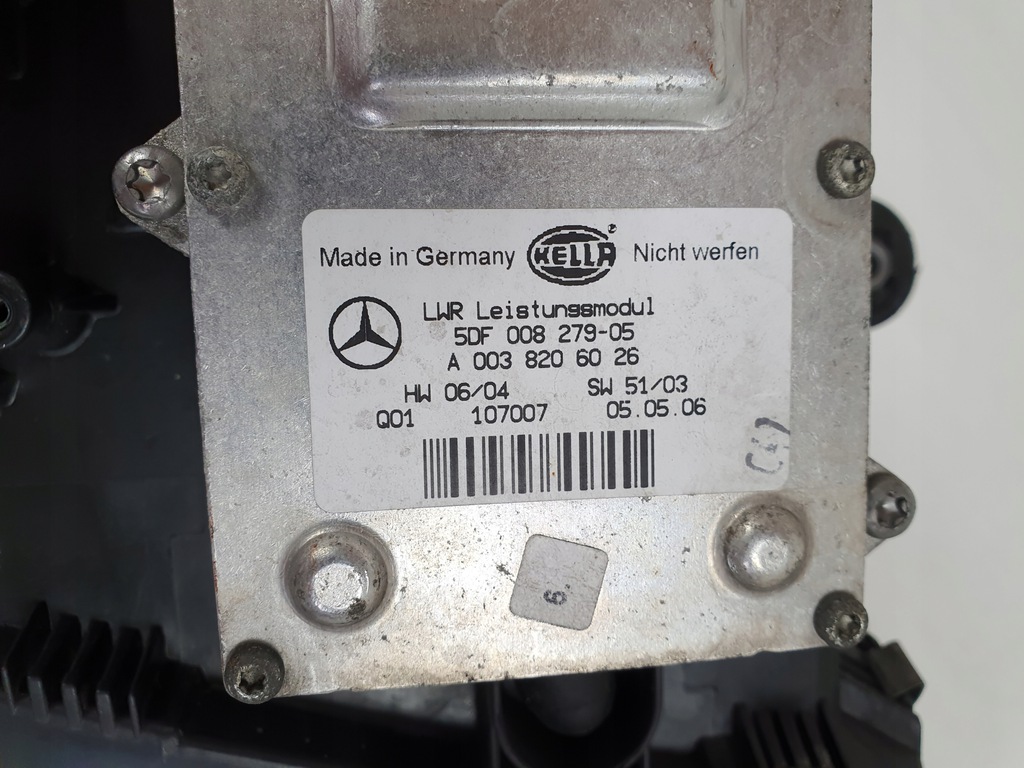 Made in Germany HELLA ® Nicht werfen
LWR Leistungsmodul
5DF 008 279-05
A 003 820 60 26
HW 06/04 SW 51/03
Q01 107007 05.05.06
6.